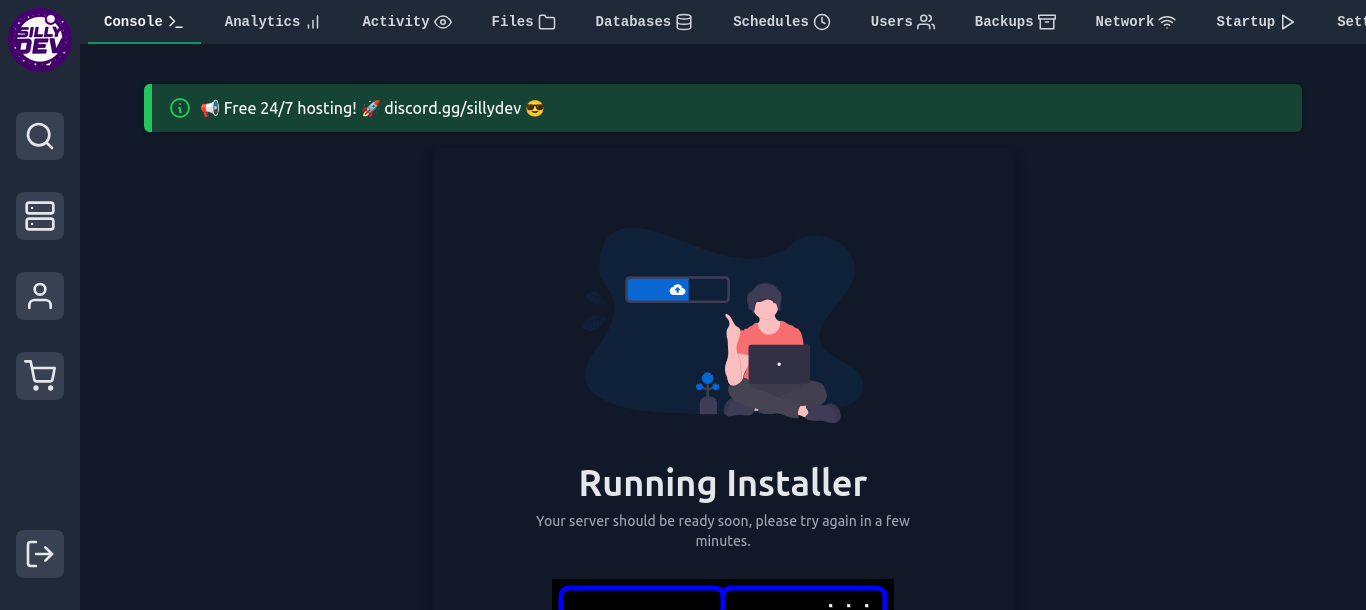 Console Analytics Activity Files Databases Schedules Users Backups Network Startup Sett
SILLY
DEV
📢 Free 24/7 hosting! 🚀 discord.gg/sillydev 😎
Running Installer
Your server should be ready soon, please try again in a few
minutes.